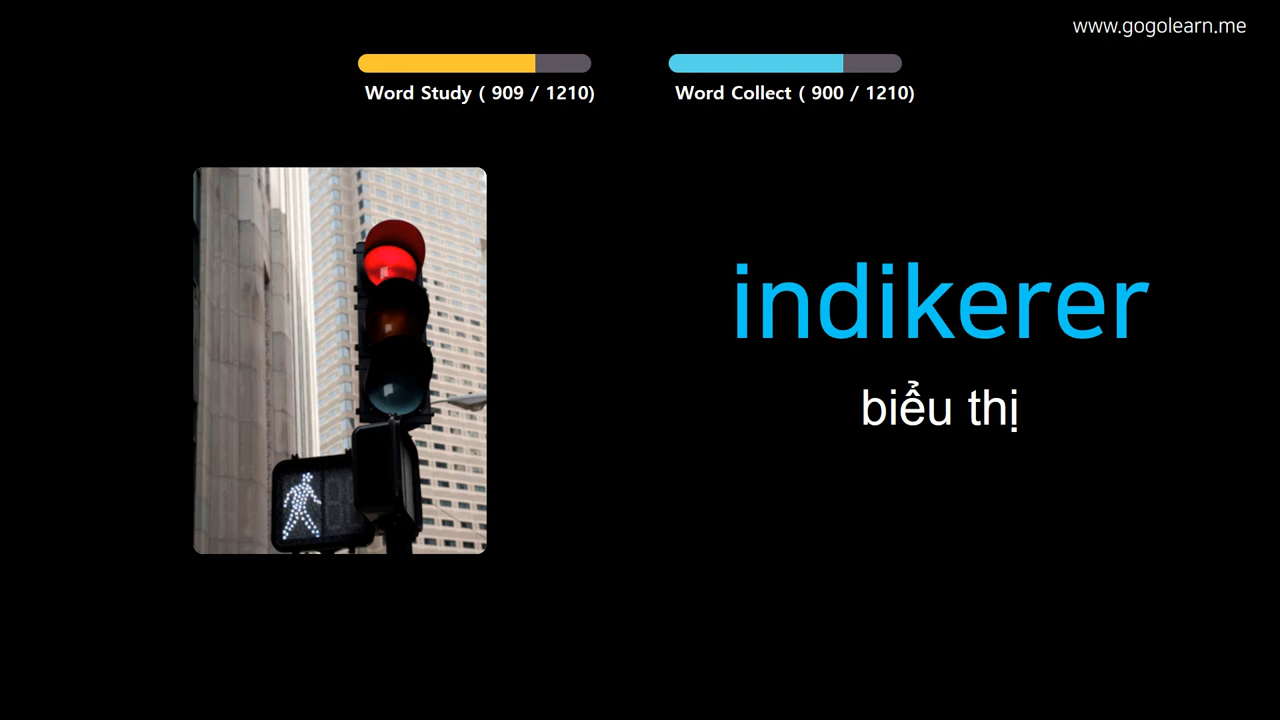 www.gogolearn.me
Word Study ( 909 / 1210)
Word Collect ( 900 / 1210)
indikerer
biểu thị